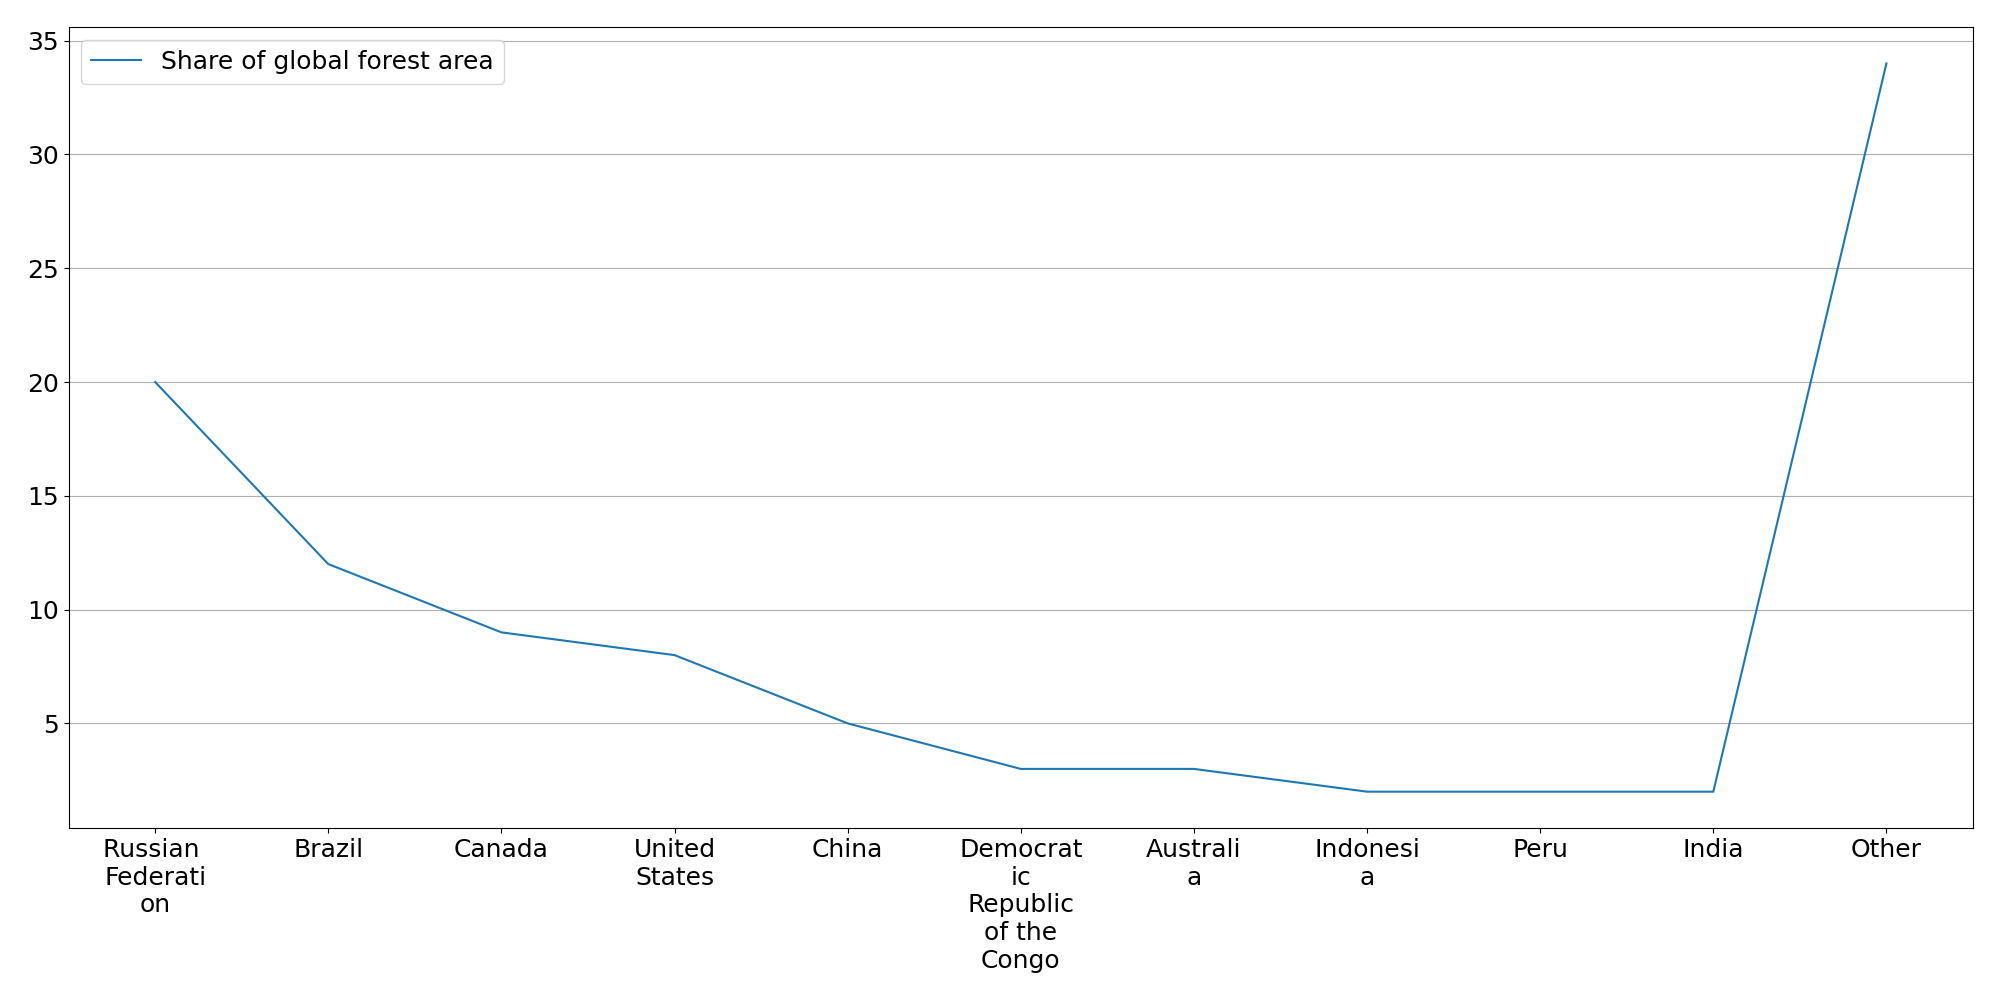 35
30
25
20
15
10
5
Share of global forest area
Russian
Federati
on
Brazil
Canada
United
States
China
Democrat
ic
Republic
of the
Congo
Australi
a
Indonesi
a
Peru
India
Other